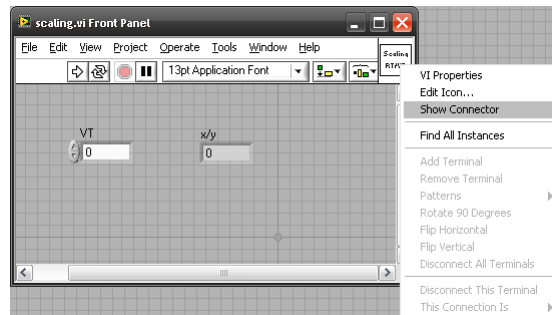 scaling.vi Front Panel
File Edit View Project Operate Tools Window Help
13pt Application Font
Scaling
VT
x/y
0
0
VI Properties
Edit Icon...
Show Connector
Find All Instances
Add Terminal
Remove Terminal
Patterns
Rotate 90 Degrees
Flip Horizontal
Flip Vertical
Disconnect All Terminals
Disconnect This Terminal
This Connection Is